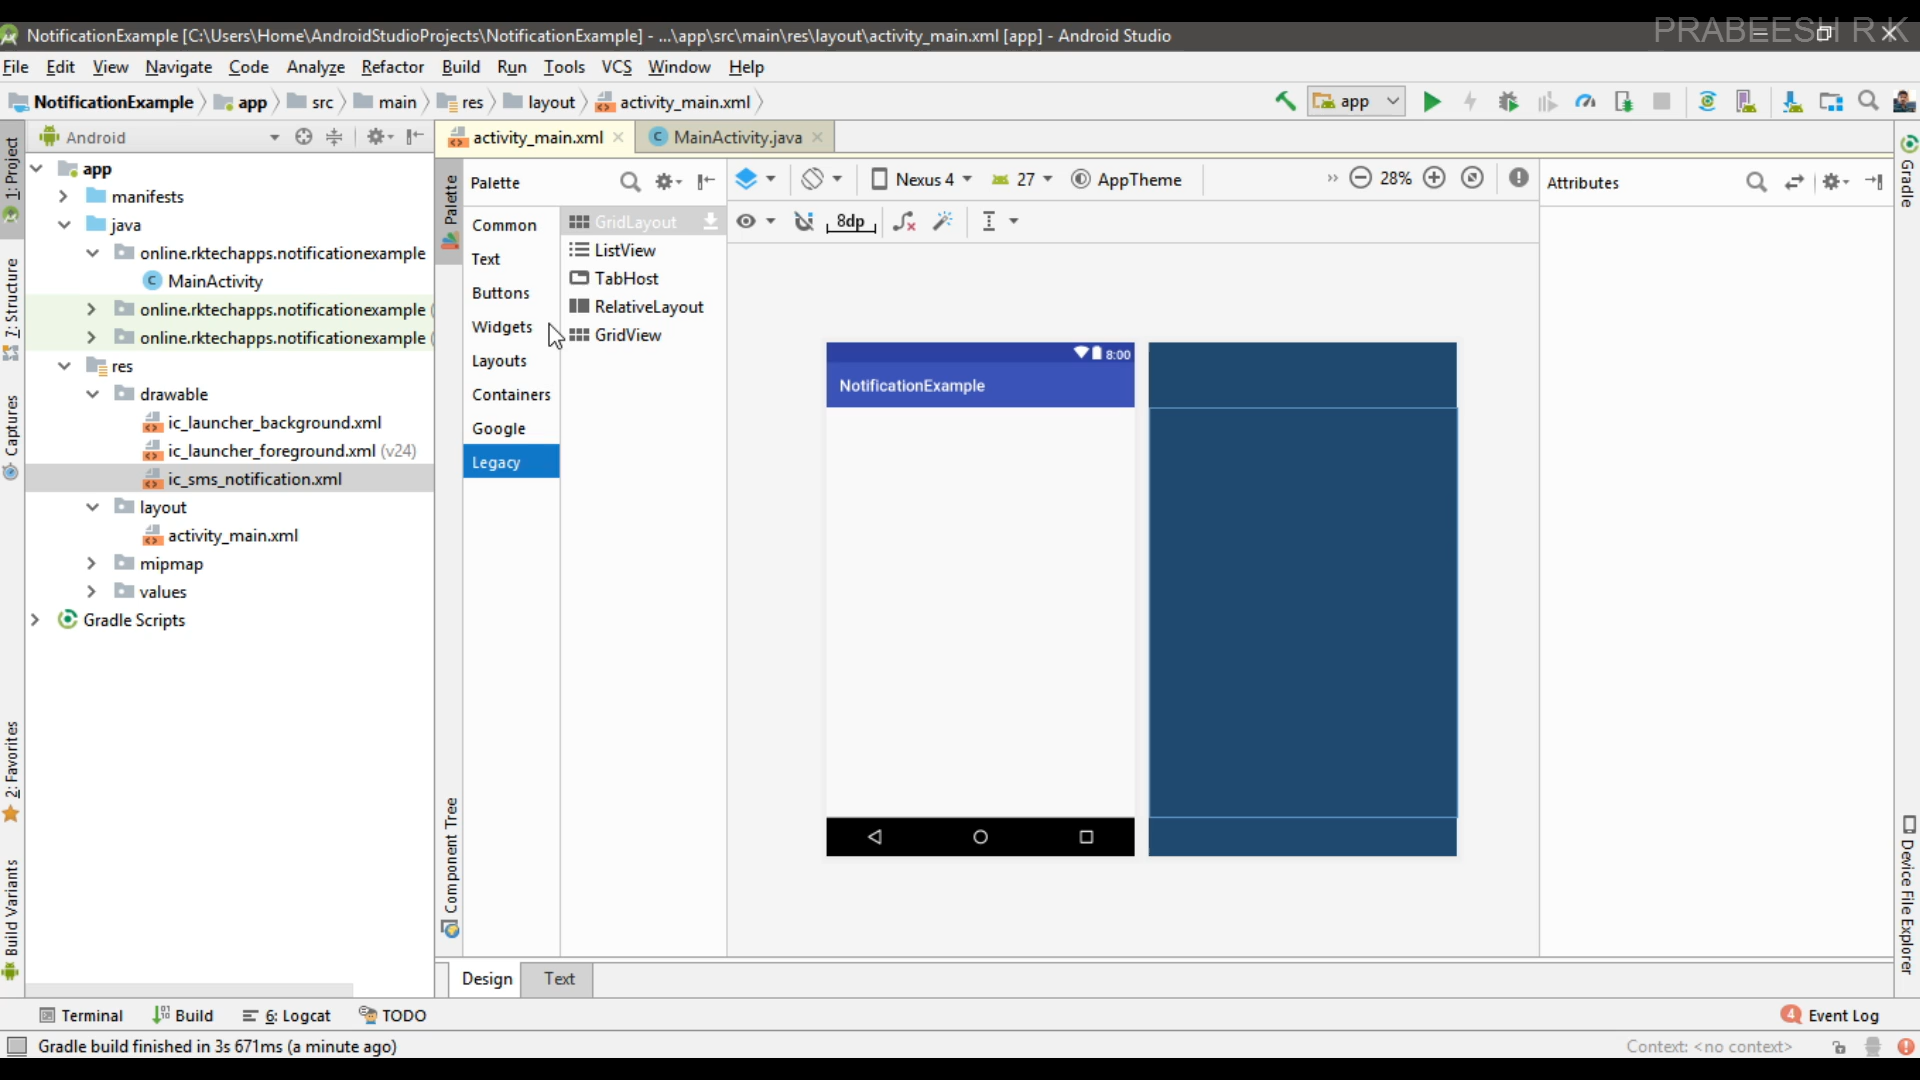 PRABEESH R K
NotificationExample [C:\Users\Home\AndroidStudioProjects\NotificationExample] - ...\app\src\main\res\layout\activity_main.xml [app] - Android Studio
File Edit View Navigate Code Analyze Refactor Build Run Tools VCS Window Help
NotificationExample app src main res layout activity_main.xml app
Android
activity_main.xml MainActivity.java
1: Project
7: Structure
Captures
2: Favorites
Build Variants
app
manifests
java
online.rktechapps.notificationexample
MainActivity
online.rktechapps.notificationexample (
online.rktechapps.notificationexample (
res
drawable
ic_launcher_background.xml
ic_launcher_foreground.xml (v24)
ic_sms_notification.xml
layout
activity_main.xml
mipmap
values
Gradle Scripts
Palette
Component Tree
Palette
Common
Text
Buttons
Widgets
Layouts
Containers
Google
Legacy
GridLayout
ListView
TabHost
RelativeLayout
GridView
Nexus 4 27 AppTheme 28%
8dp
8:00
NotificationExample
Attributes
Gradle
Device File Explorer
Design Text
Terminal Build 6: Logcat TODO
4 Event Log
Gradle build finished in 3s 671ms (a minute ago)
Context: <no context>